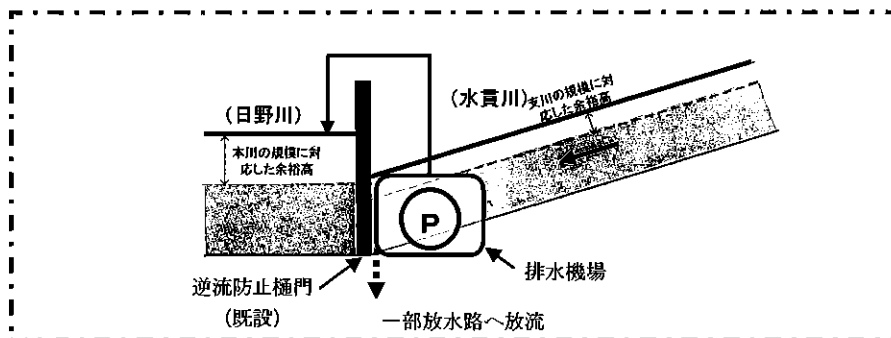 (日野川)
本川の規模に対
応した余裕高
(水貫川)
支川の規模に対
応した余裕高
P
排水機場
逆流防止樋門
(既設)
一部放水路へ放流